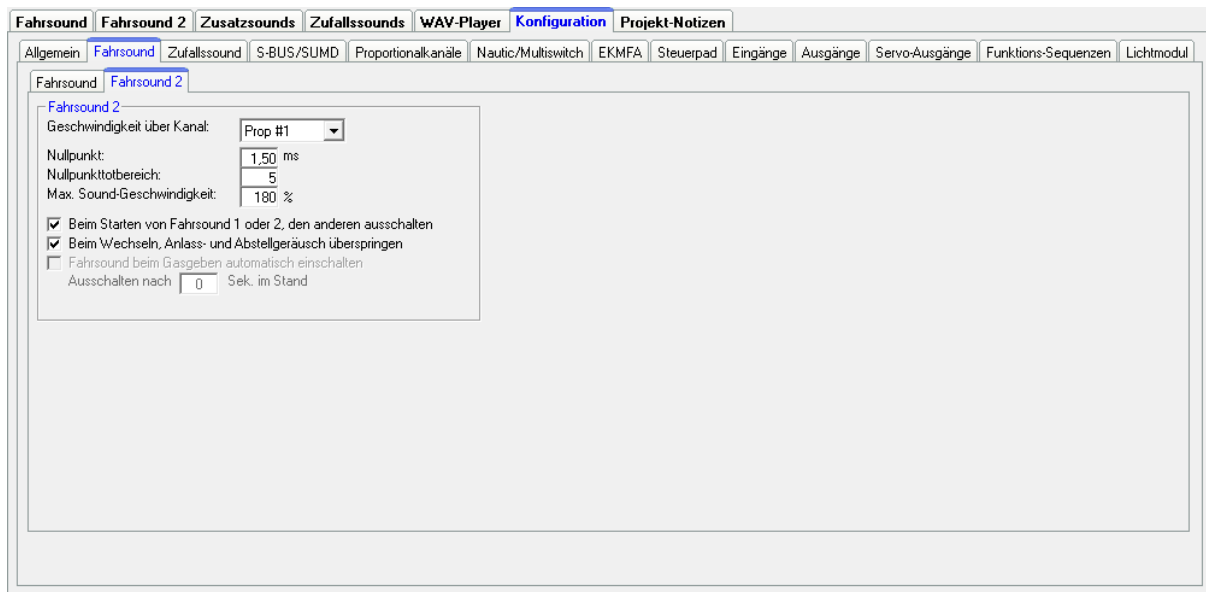 Fahrsound Fahrsound 2 Zusatzsounds Zufallssounds WAV-Player Konfiguration Projekt-Notizen
Allgemein Fahrsound Zufallssound S-BUS/SUMD Proportionalkanäle Nautic/Multiswitch EKMFA Steuerpad Eingänge Ausgänge Servo-Ausgänge Funktions-Sequenzen Lichtmodul
Fahrsound Fahrsound 2
Fahrsound 2
Geschwindigkeit über Kanal: Prop #1
Nullpunkt: 1,50 ms
Nullpunkttotbereich: 5
Max. Sound-Geschwindigkeit: 180 %
Beim Starten von Fahrsound 1 oder 2, den anderen ausschalten
Beim Wechseln, Anlass- und Abstellgeräusch überspringen
Fahrsound beim Gasgeben automatisch einschalten
Ausschalten nach 0 Sek. im Stand